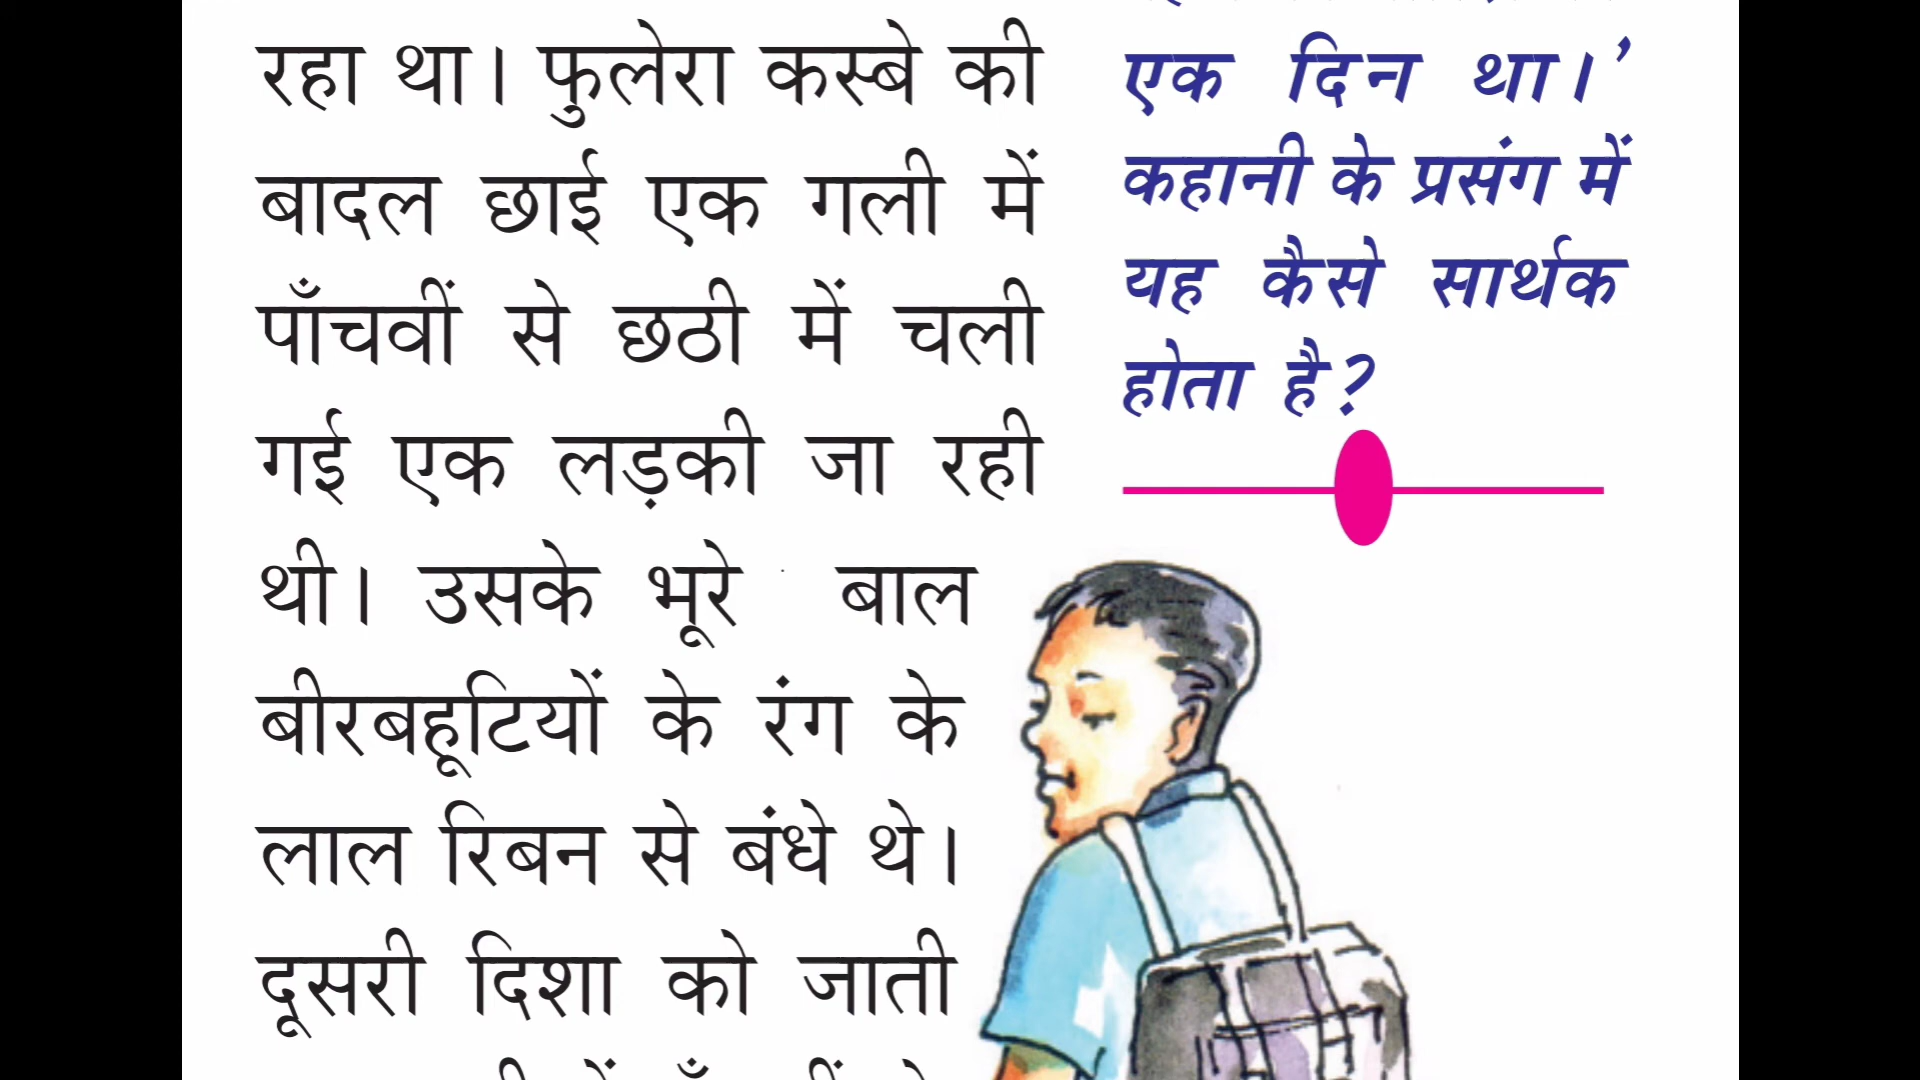 रहा था। फुलेरा कस्बे की
बादल छाई एक गली में
पाँचवीं से छठी में चली
गई एक लड़की जा रही
थी। उसके भूरे बाल
बीरबहूटियों के रंग के
लाल रिबन से बंधे थे।
दूसरी दिशा को जाती
एक दिन था।’
कहानी के प्रसंग में
यह कैसे सार्थक
होता है?